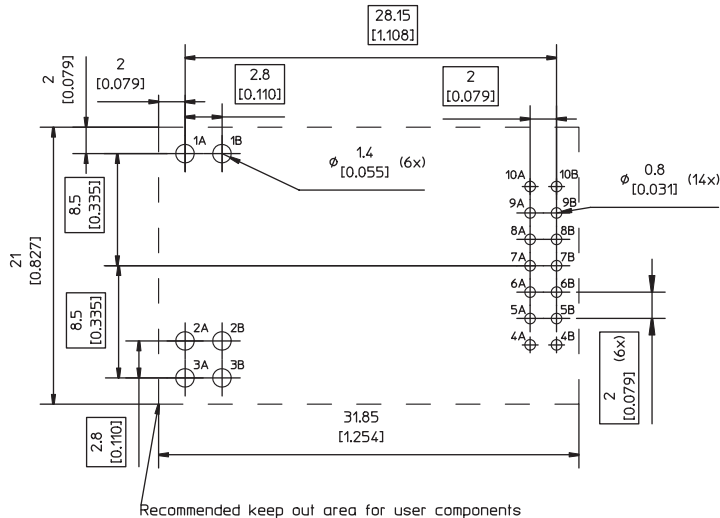 28.15
[1.108]
2
[0.079]
2
[0.079]
2.8
[0.110]
2
[0.079]
1A
1B
ø 1.4 (6x)
[0.055]
10A
10B
ø 0.8 (14x)
[0.031]
9A
9B
8.5
[0.335]
8A
8B
21
[0.827]
7A
7B
6A
6B
8.5
[0.335]
5A
5B
2A
2B
4A
4B
2 (6x)
[0.079]
3A
3B
2.8
[0.110]
31.85
[1.254]
Recommended keep out area for user components